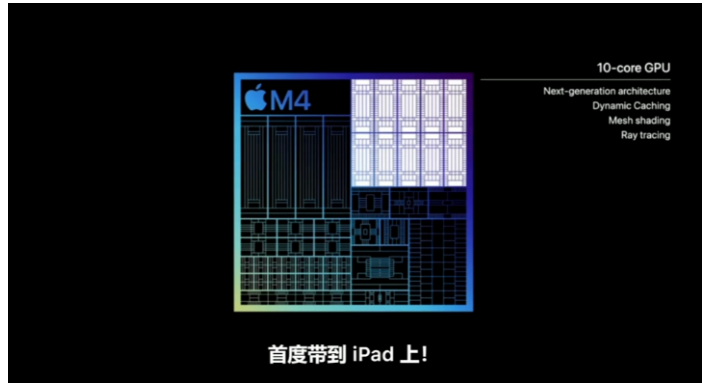 M4
10-core GPU
Next-generation architecture
Dynamic Caching
Mesh shading
Ray tracing
首度带到 iPad 上!